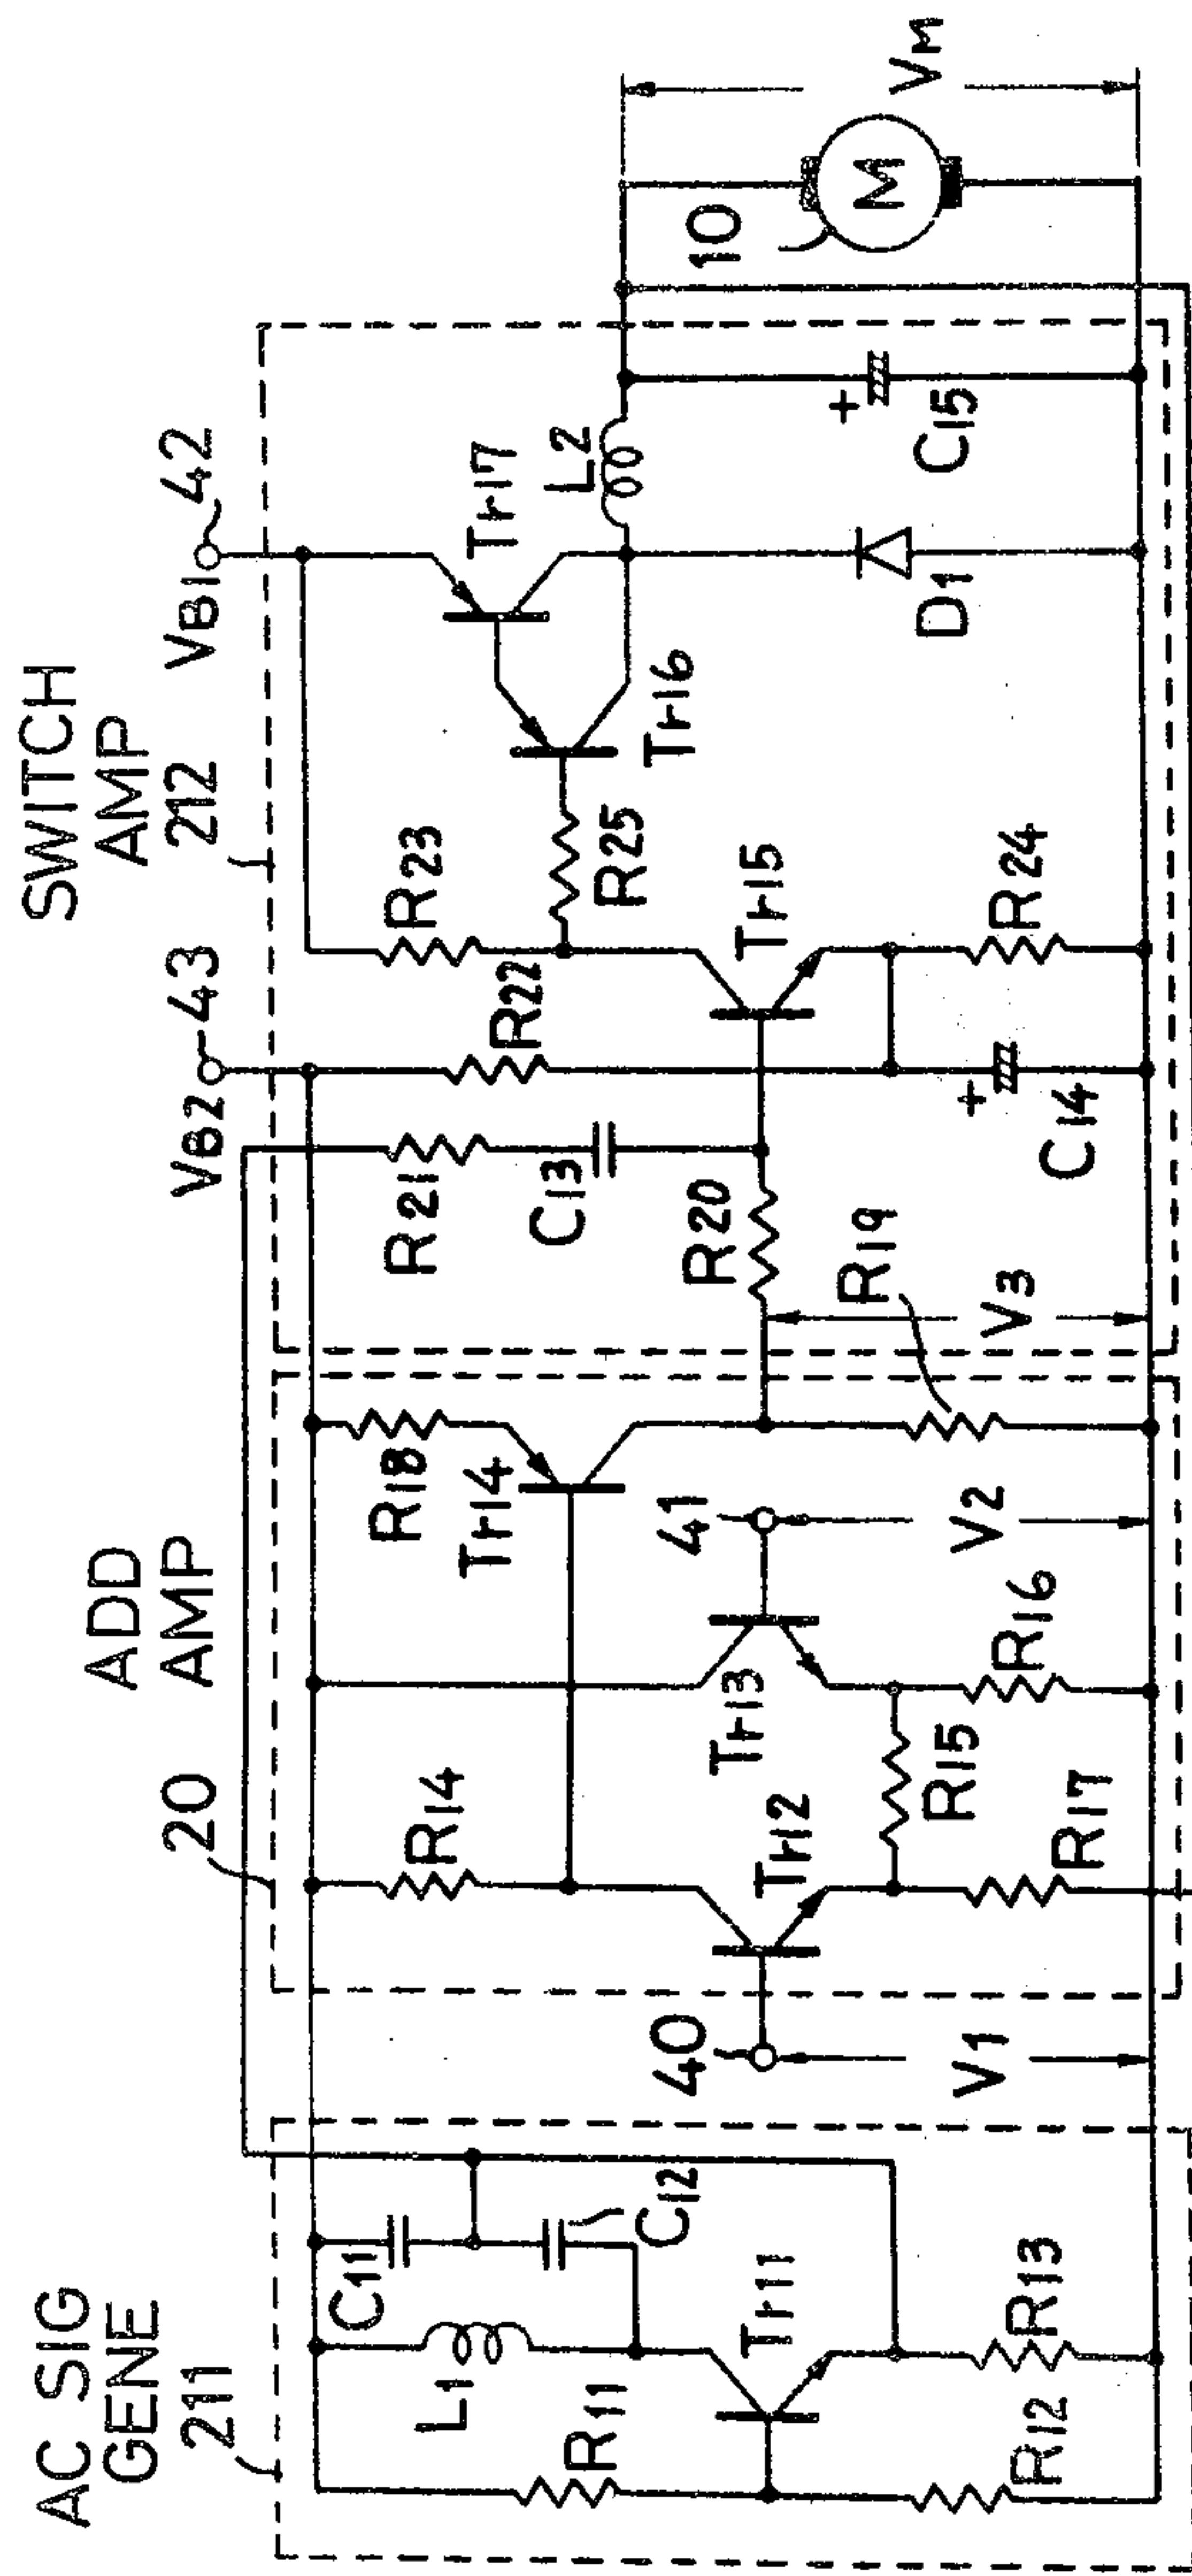 AC SIG
GENE
211
ADD
AMP
20
SWITCH
AMP
212
VB2
43
VB1
42
C11
C12
L1
R11
Tr11
R12
R13
40
V1
R14
Tr12
R17
R15
Tr13
R16
41
V2
R18
Tr14
R19
V3
R20
R21
C13
R22
+
C14
R23
Tr15
R24
R25
Tr16
Tr17
L2
D1
+
C15
10
M
VM